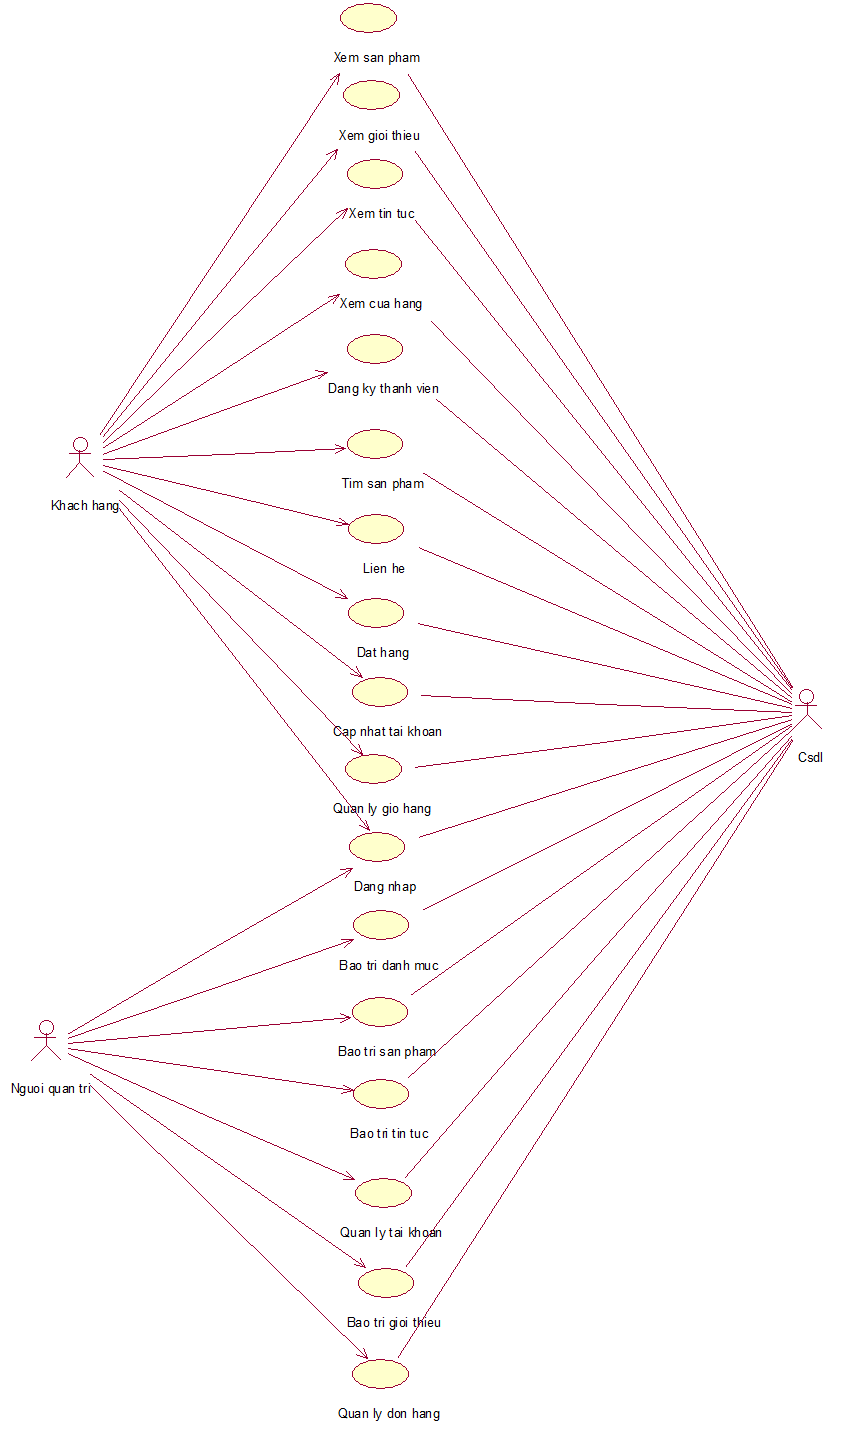 Xem san pham
Xem gioi thieu
Xem tin tuc
Xem cua hang
Dang ky thanh vien
Tim san pham
Khach hang
Lien he
Dat hang
Cap nhat tai khoan
Csdl
Quan ly gio hang
Dang nhap
Bao tri danh muc
Bao tri san pham
Nguoi quan tri
Bao tri tin tuc
Quan ly tai khoan
Bao tri gioi thieu
Quan ly don hang